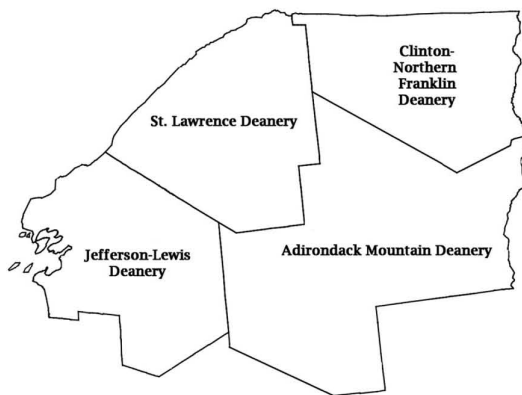 Clinton-
Northern
Franklin
Deanery
St. Lawrence Deanery
Jefferson-Lewis
Deanery
Adirondack Mountain Deanery